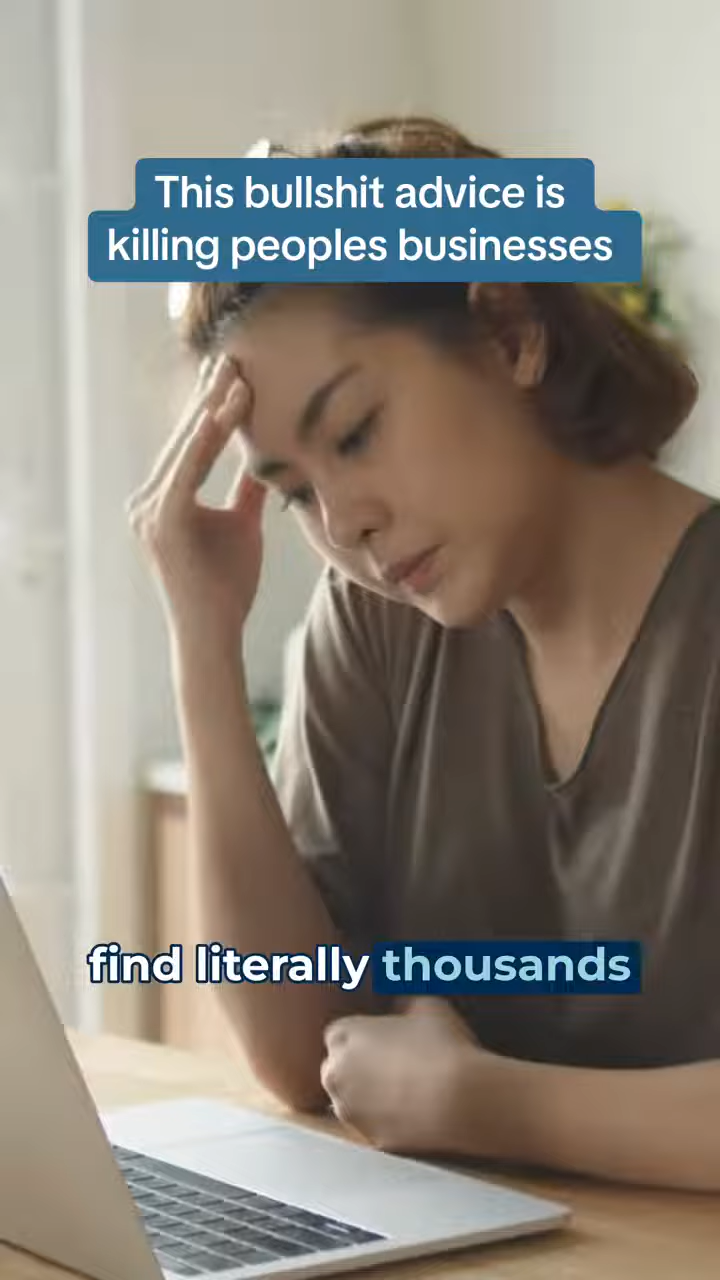 This bullshit advice is
killing peoples businesses
find literally thousands